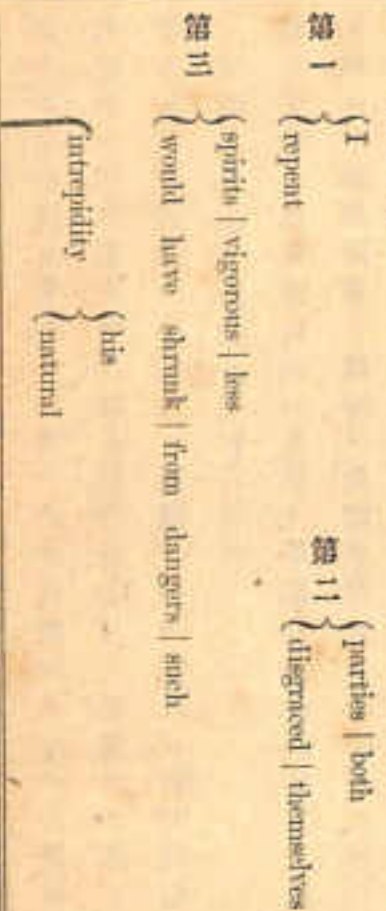 第一 { I
{ repent
第二 { parties | both
{ disgraced | themselves
第三 { spirits | vigorous | less
{ would have shrunk | from dangers | such
{ intrepidity { his
{ natural